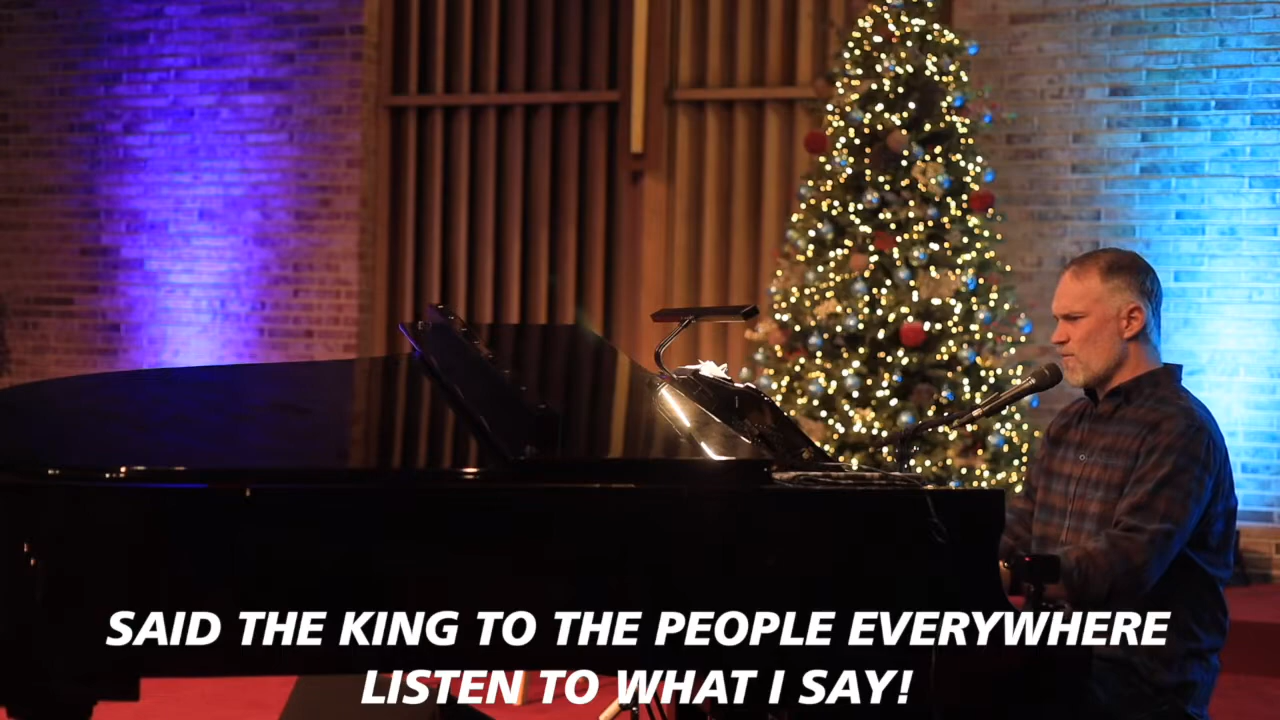 SAID THE KING TO THE PEOPLE EVERYWHERE
LISTEN TO WHAT I SAY!